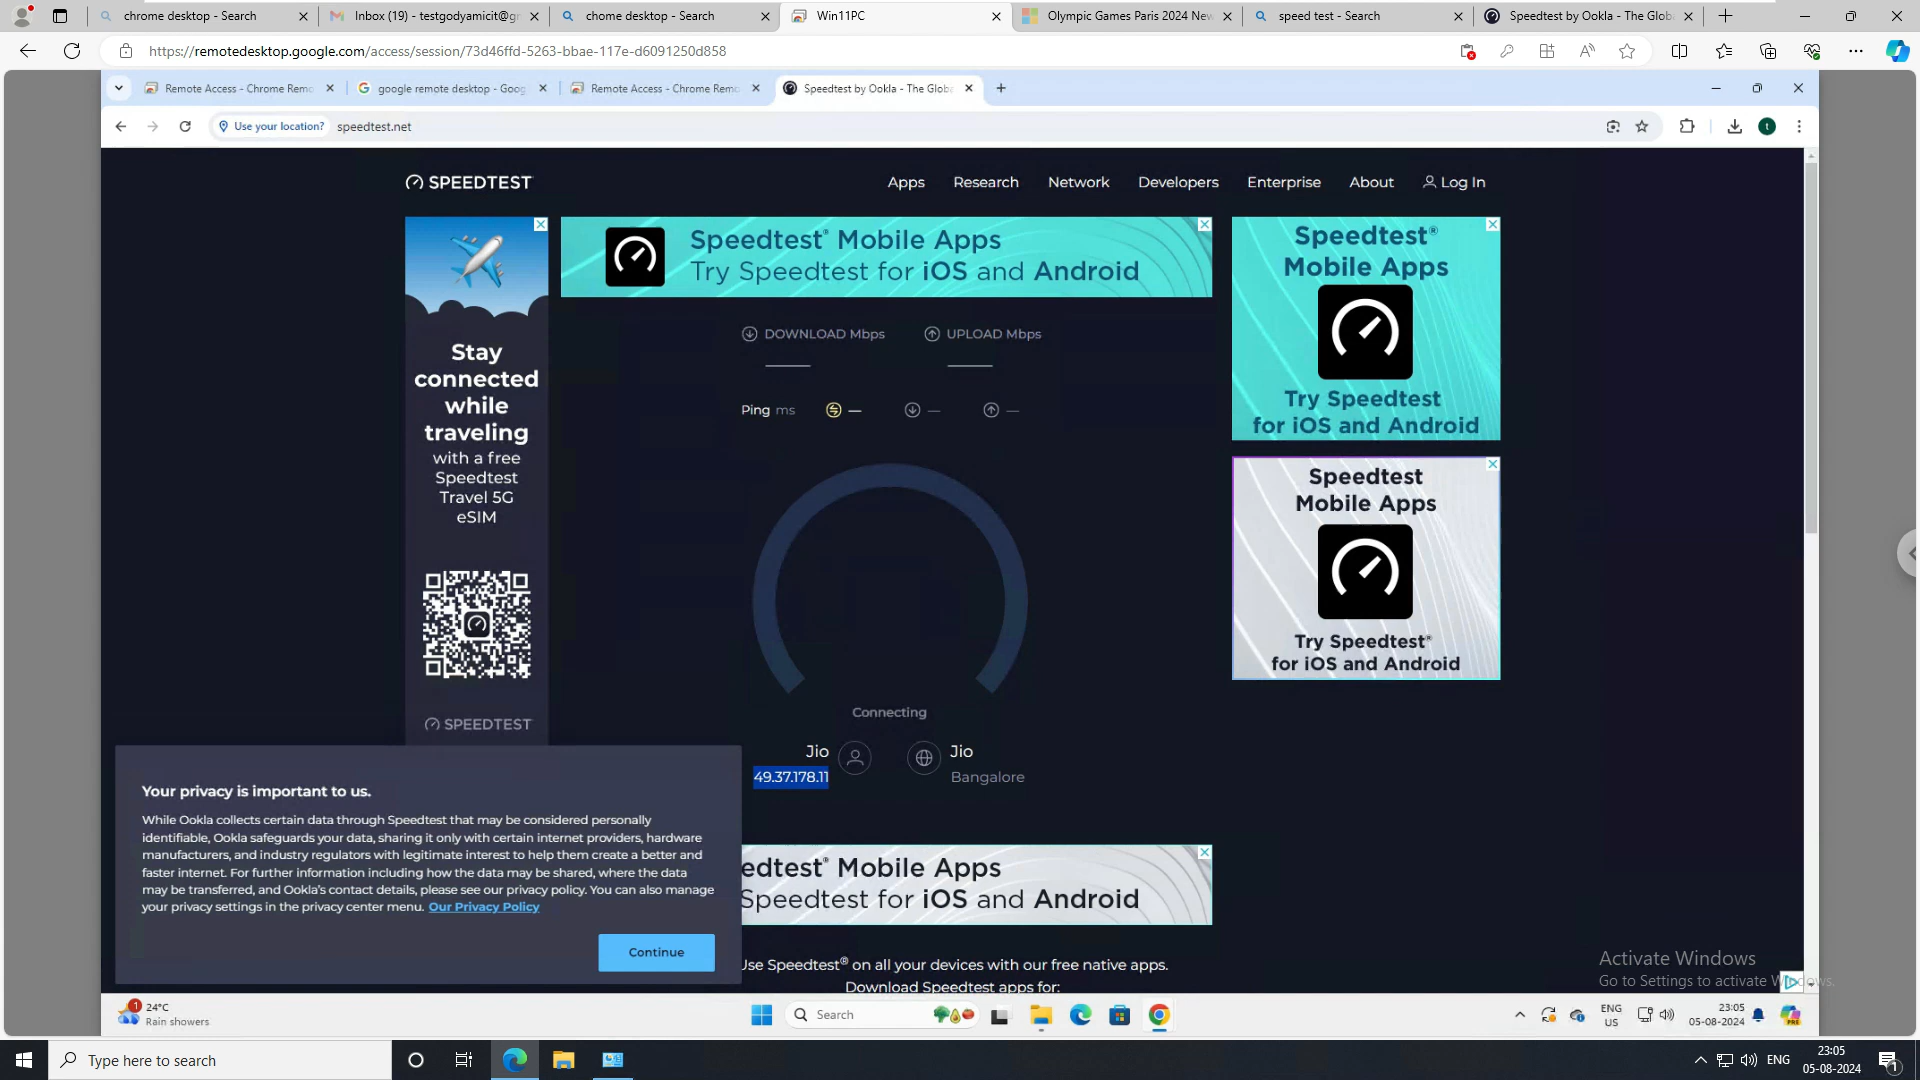 chrome desktop - Search
Inbox (19) - testgodyamicit@gm
chome desktop - Search
Win11PC
Olympic Games Paris 2024 New
speed test - Search
Speedtest by Ookla - The Globa
https://remotedesktop.google.com/access/session/73d46ffd-5263-bbae-117e-d6091250d858
Remote Access - Chrome Remo
google remote desktop - Goog
Remote Access - Chrome Remo
Speedtest by Ookla - The Globa
Use your location?
speedtest.net
t
SPEEDTEST
Apps
Research
Network
Developers
Enterprise
About
Log In
Stay
connected
while
traveling
with a free
Speedtest
Travel 5G
eSIM
SPEEDTEST
Speedtest® Mobile Apps
Try Speedtest for iOS and Android
Speedtest®
Mobile Apps
Try Speedtest
for iOS and Android
DOWNLOAD Mbps
UPLOAD Mbps
Ping ms
Speedtest
Mobile Apps
Try Speedtest®
for iOS and Android
Connecting
Jio
49.37.178.11
Jio
Bangalore
Your privacy is important to us.
While Ookla collects certain data through Speedtest that may be considered personally
identifiable, Ookla safeguards your data, sharing it only with certain internet providers, hardware
manufacturers, and industry regulators with legitimate interest to help them create a better and
faster internet. For further information including how the data may be shared, where the data
may be transferred, and Ookla's contact details, please see our privacy policy. You can also manage
your privacy settings in the privacy center menu. Our Privacy Policy
Continue
edtest® Mobile Apps
Speedtest for iOS and Android
Use Speedtest® on all your devices with our free native apps.
Download Speedtest apps for:
Activate Windows
Go to Settings to activate Windows.
1
24°C
Rain showers
Search
ENG
US
23:05
05-08-2024
PRE
Type here to search
ENG
23:05
05-08-2024
1